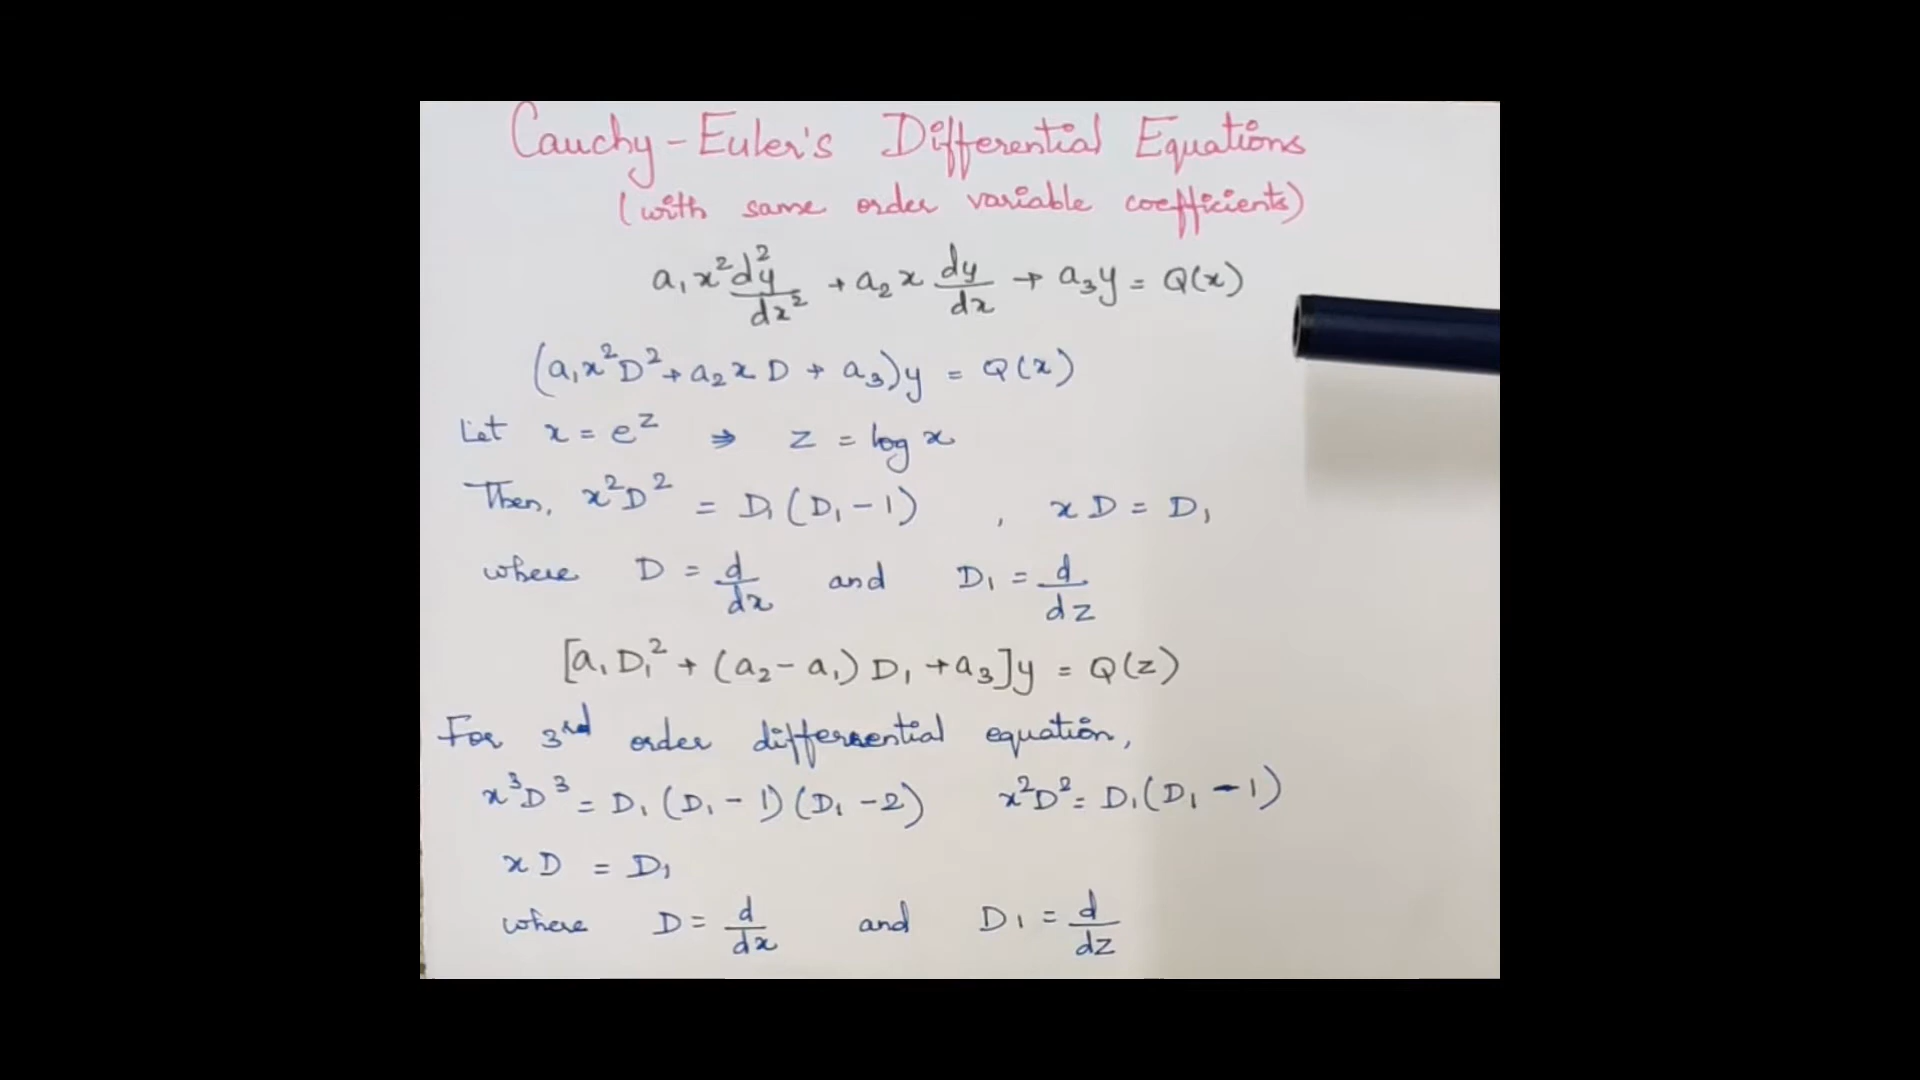 Cauchy-Euler's Differential Equations
(with same order variable coefficients)
a₁x² d²y/dx² + a₂x dy/dx + a₃y = Q(x)
(a₁x²D² + a₂xD + a₃)y = Q(x)
Let x = e^z ⇒ z = log x
Then, x²D² = D₁(D₁-1) , xD = D₁
where D = d/dx and D₁ = d/dz
[a₁D₁² + (a₂-a₁)D₁ + a₃]y = Q(z)
For 3rd order differential equation,
x³D³ = D₁(D₁-1)(D₁-2) x²D² = D₁(D₁-1)
xD = D₁
where D = d/dx and D₁ = d/dz